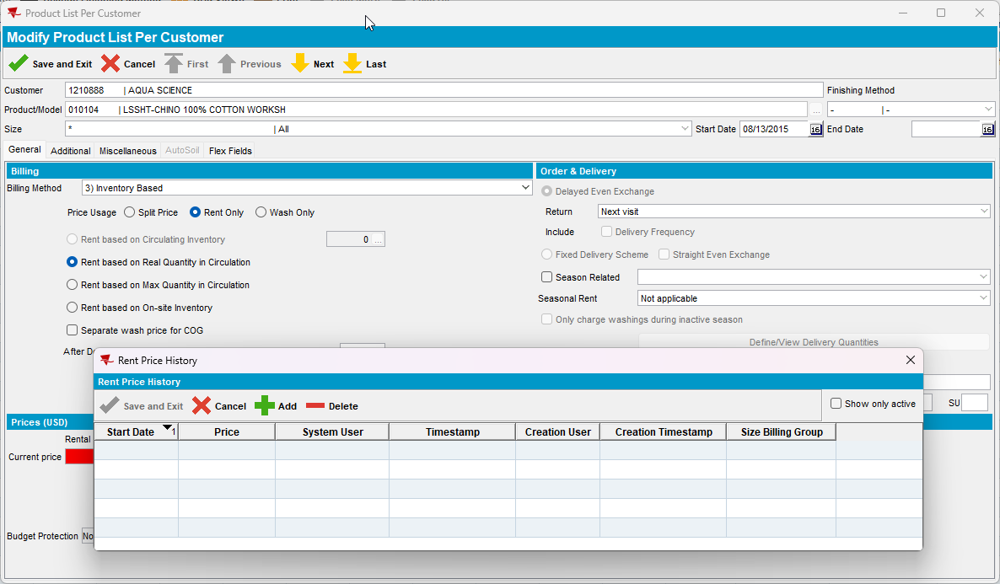 Product List Per Customer
Modify Product List Per Customer
Save and Exit Cancel First Previous Next Last
Customer 1210888 | AQUA SCIENCE Finishing Method
Product/Model 010104 | LSSHT-CHINO 100% COTTON WORKSH ... - | -
Size * | All Start Date 08/13/2015 16 End Date 16
General Additional Miscellaneous AutoSoil Flex Fields
Billing Order & Delivery
Billing Method 3) Inventory Based Delayed Even Exchange
Price Usage Split Price Rent Only Wash Only Return Next visit
Include Delivery Frequency
Rent based on Circulating Inventory 0 ...
Fixed Delivery Scheme Straight Even Exchange
Rent based on Real Quantity in Circulation
Season Related
Rent based on Max Quantity in Circulation
Seasonal Rent Not applicable
Rent based on On-site Inventory
Only charge washings during inactive season
Separate wash price for COG
Define/View Delivery Quantities
After
Rent Price History
Rent Price History
Save and Exit Cancel Add Delete Show only active
SU
Start Date 1 Price System User Timestamp Creation User Creation Timestamp Size Billing Group
Prices (USD)
Rental
Current price
Budget Protection No